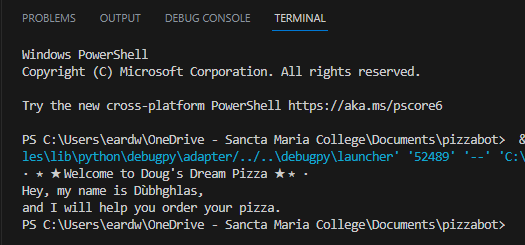 PROBLEMS OUTPUT DEBUG CONSOLE TERMINAL
Windows PowerShell
Copyright (C) Microsoft Corporation. All rights reserved.
Try the new cross-platform PowerShell https://aka.ms/pscore6
PS C:\Users\eardw\OneDrive - Sancta Maria College\Documents\pizzabot> &
les\lib\python\debugpy\adapter/../..\debugpy\launcher' '52489' '--' 'C:\
· ⋆ ★Welcome to Doug's Dream Pizza ★⋆ ·
Hey, my name is Dùbhghlas,
and I will help you order your pizza.
PS C:\Users\eardw\OneDrive - Sancta Maria College\Documents\pizzabot>